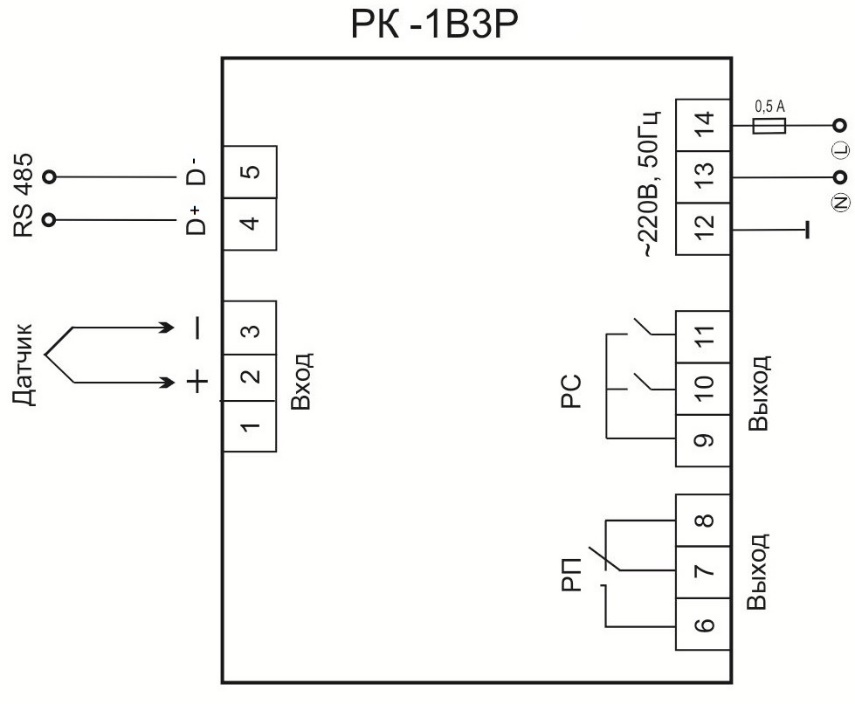 РК -1В3Р
RS 485
D -
D+
5
4
Датчик
–
+
3
2
1
Вход
~220В, 50Гц
14
13
12
0,5 А
L
N
РС
11
10
9
Выход
РП
8
7
6
Выход